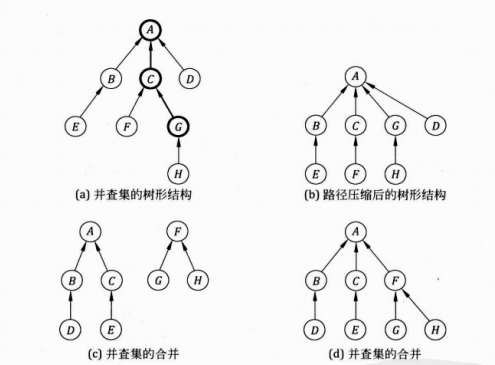 A
B C D
E F G
H
(a) 并查集的树形结构
A
B C G D
E F H
(b) 路径压缩后的树形结构
A F
B C G H
D E
(c) 并查集的合并
A
B C F
D E G H
(d) 并查集的合并